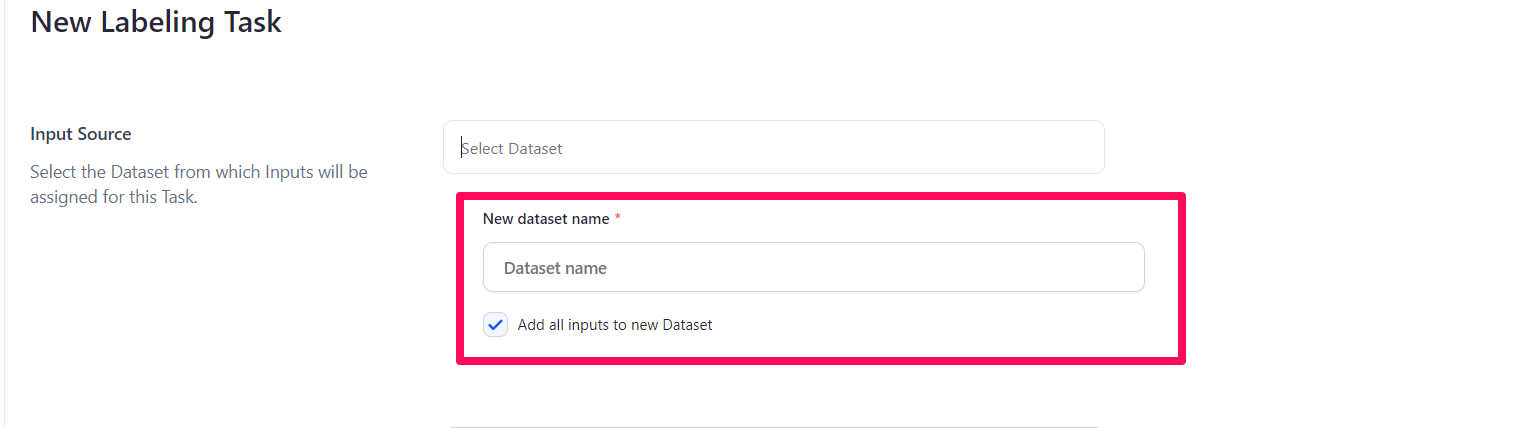 New Labeling Task
Input Source
Select the Dataset from which Inputs will be
assigned for this Task.
Select Dataset
New dataset name *
Dataset name
Add all inputs to new Dataset